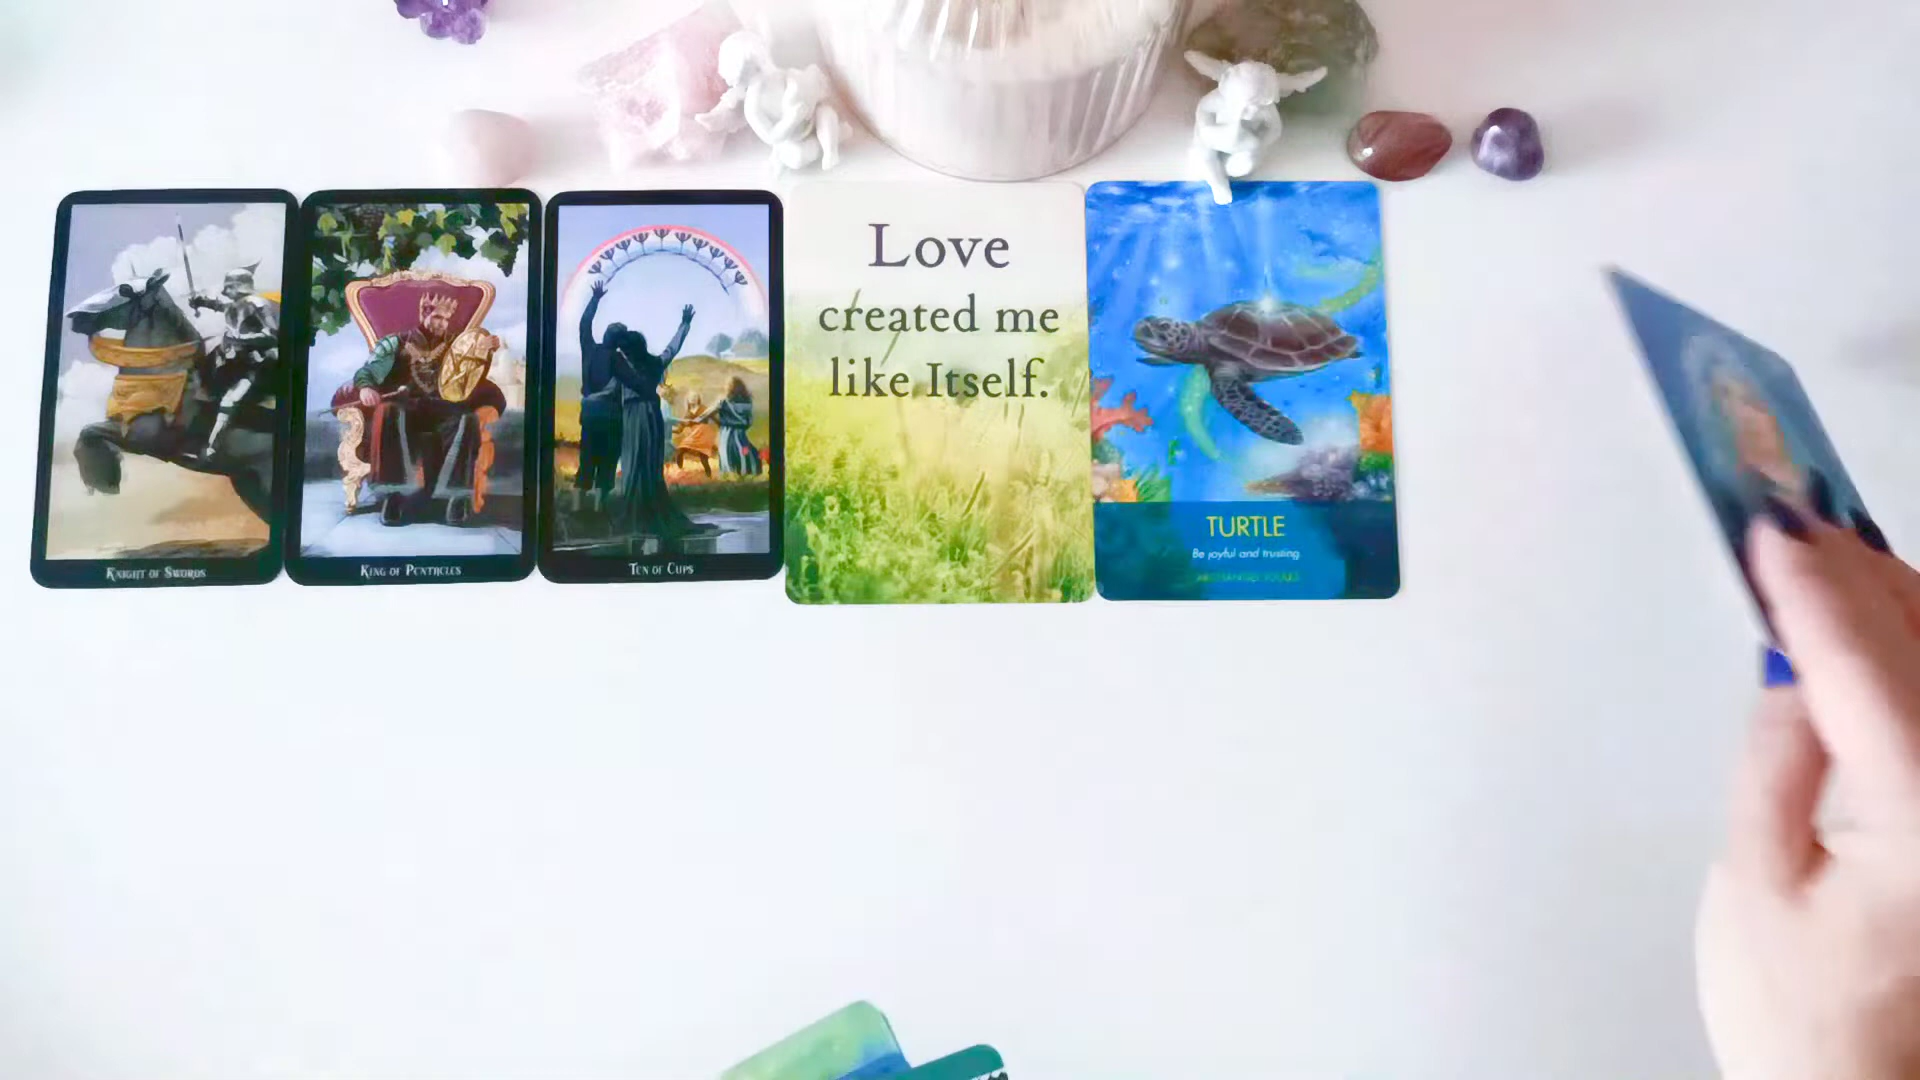 Knight of Swords
King of Pentacles
Ten of Cups
Love
created me
like Itself.
TURTLE
Be joyful and trusting